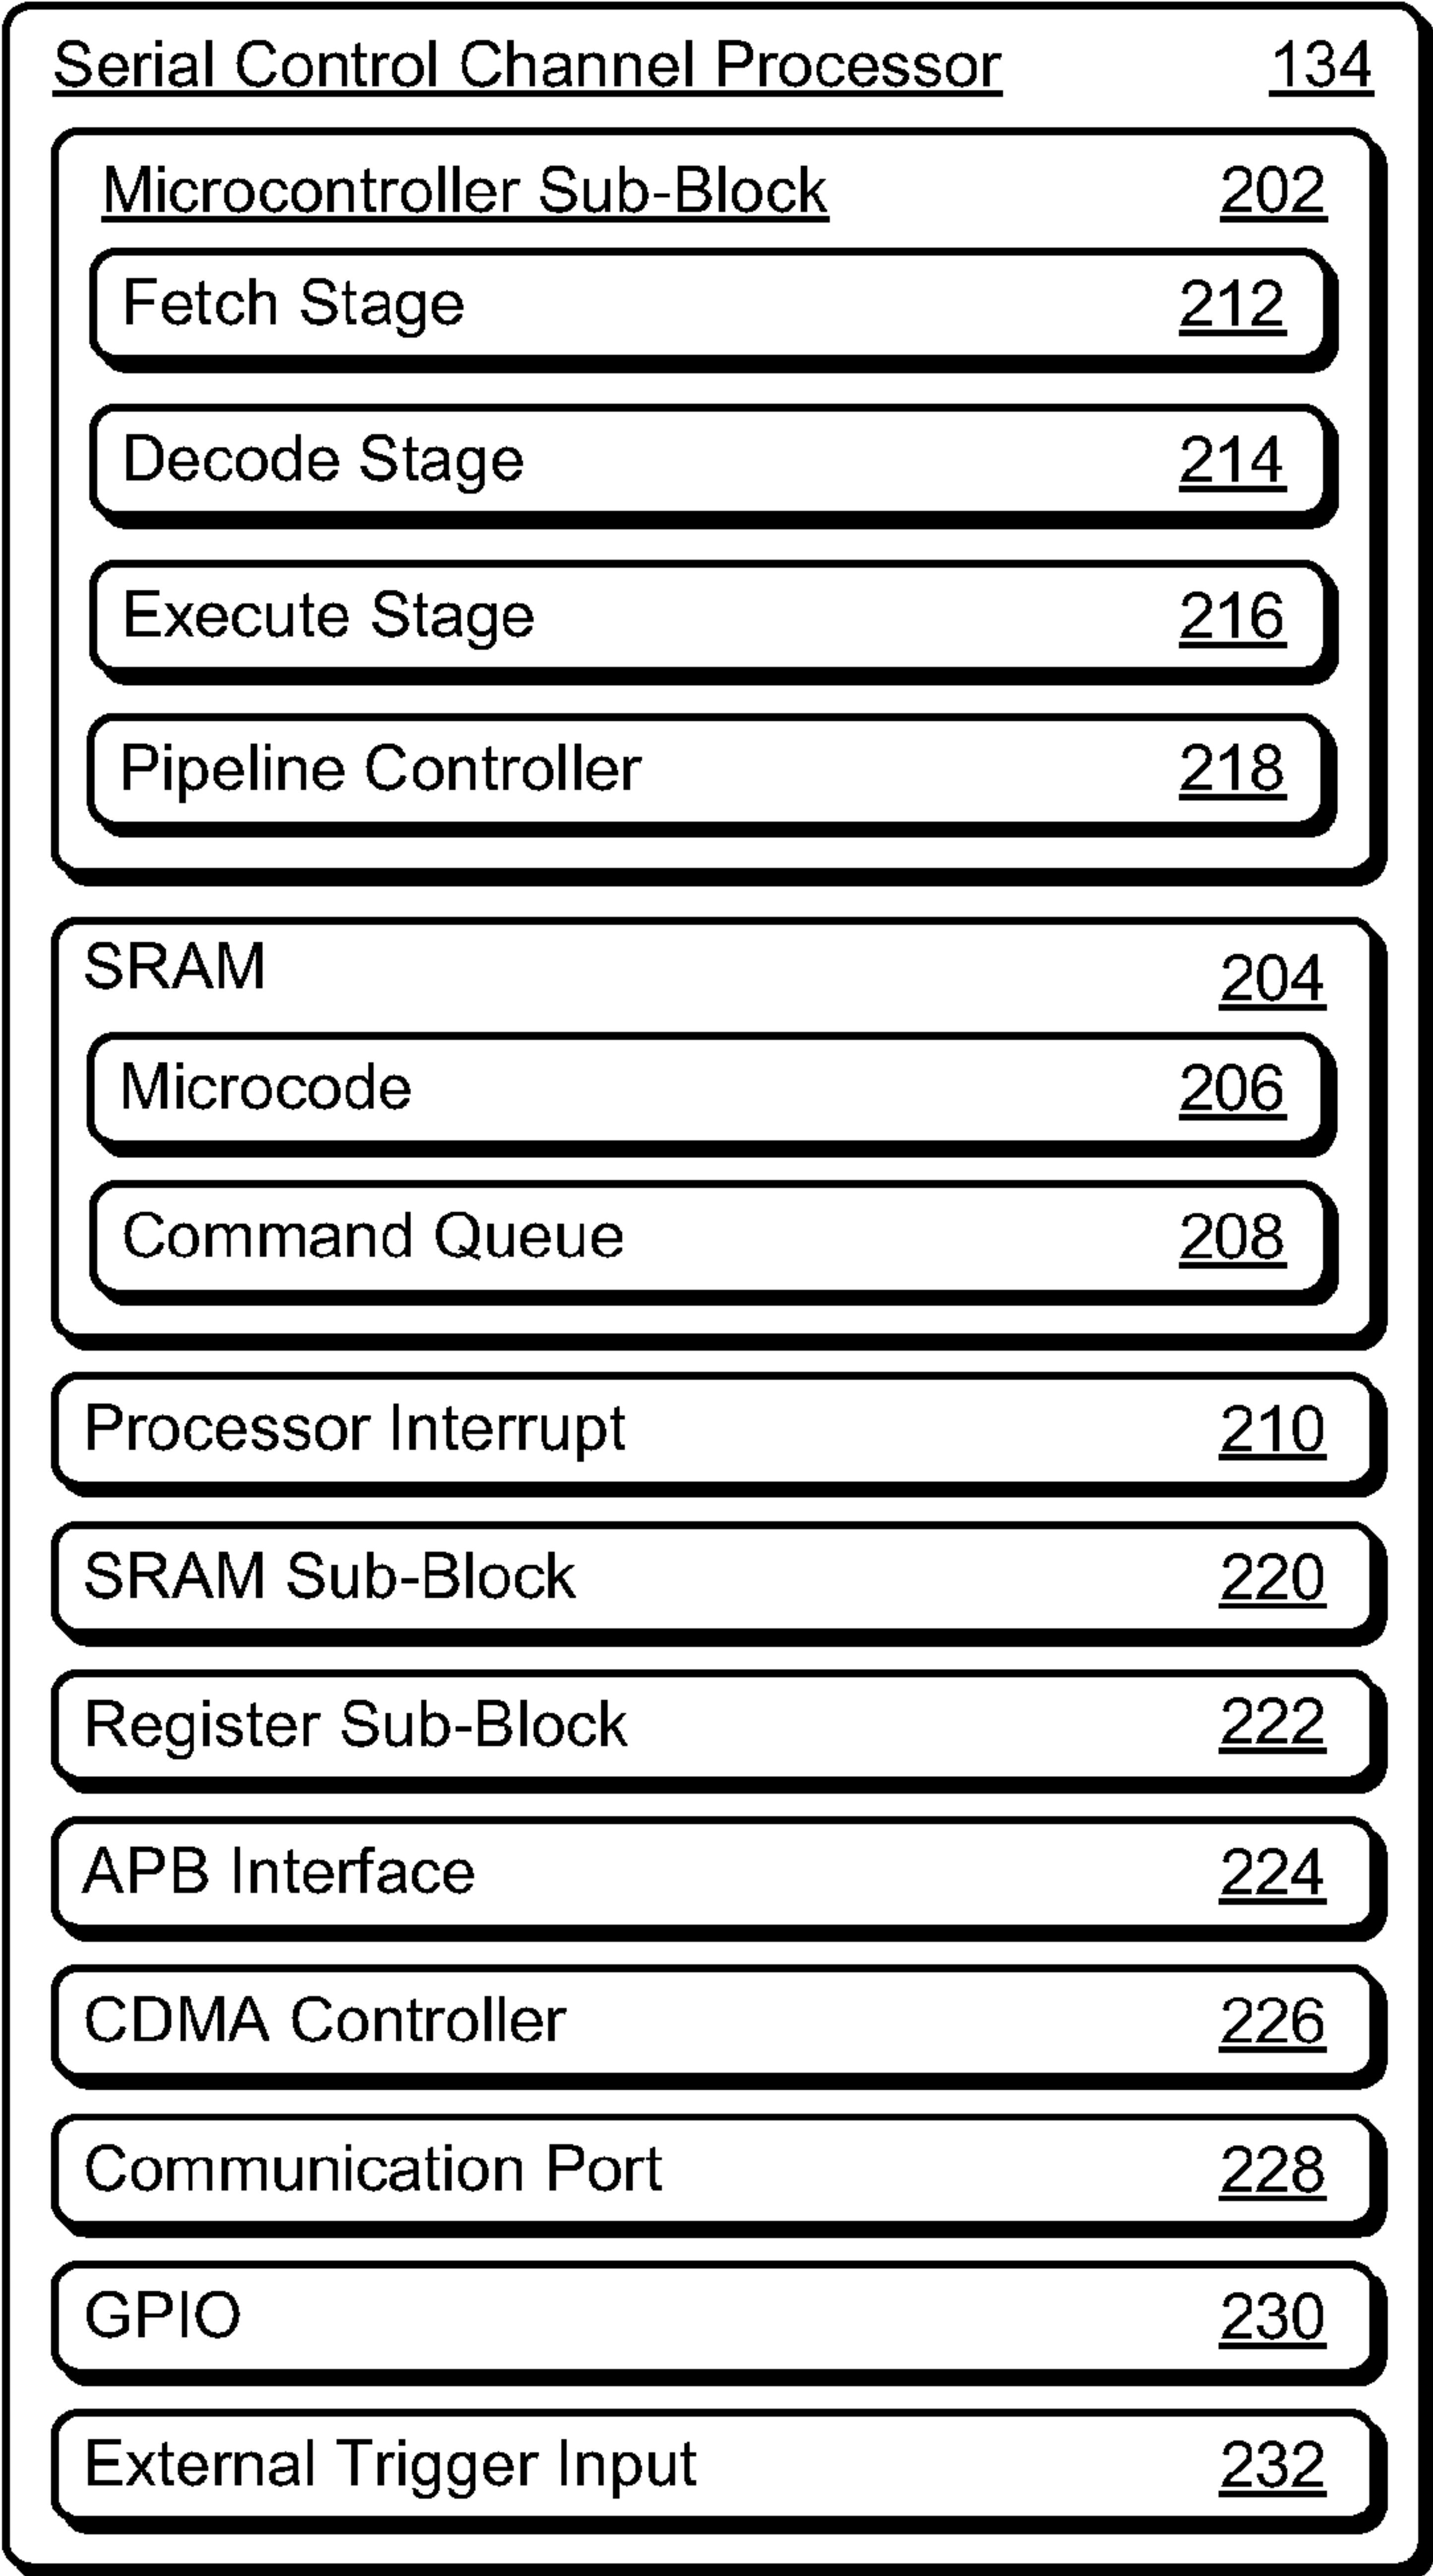 Serial Control Channel Processor 134
Microcontroller Sub-Block 202
Fetch Stage 212
Decode Stage 214
Execute Stage 216
Pipeline Controller 218
SRAM 204
Microcode 206
Command Queue 208
Processor Interrupt 210
SRAM Sub-Block 220
Register Sub-Block 222
APB Interface 224
CDMA Controller 226
Communication Port 228
GPIO 230
External Trigger Input 232